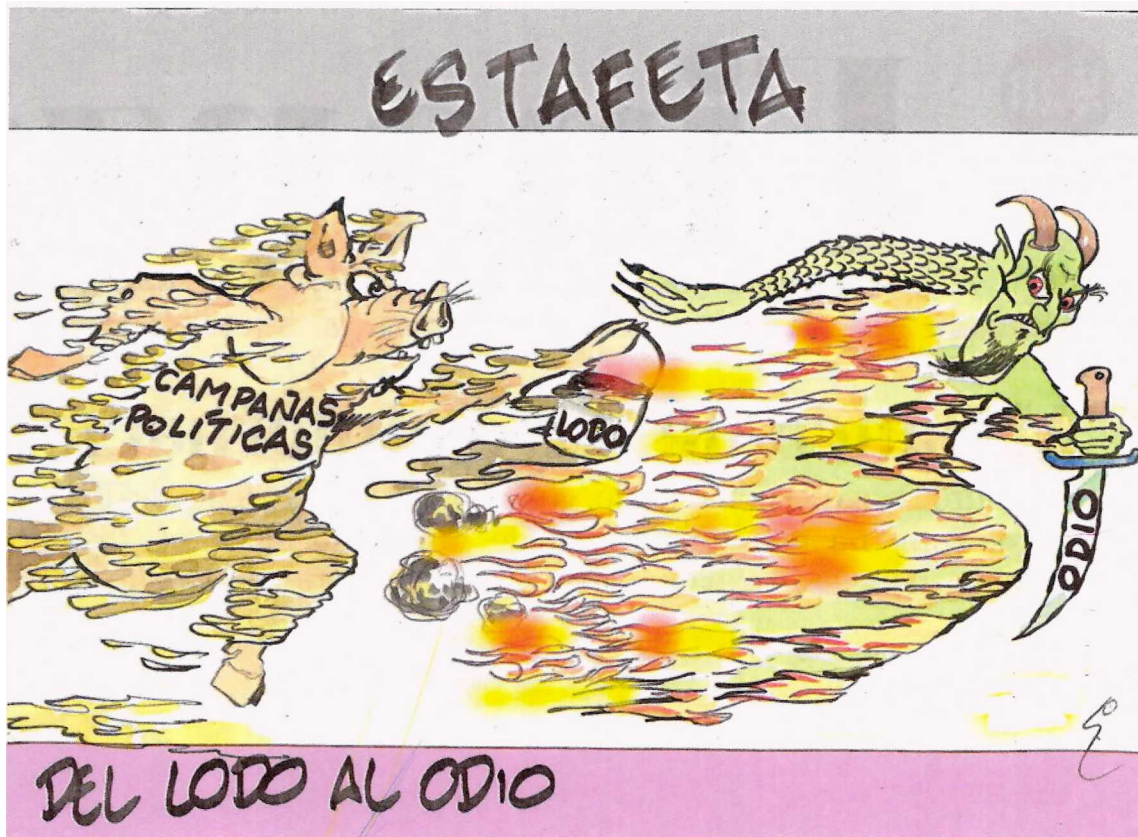 ESTAFETA
CAMPAÑAS
POLÍTICAS
LODO
ODIO
DEL LODO AL ODIO